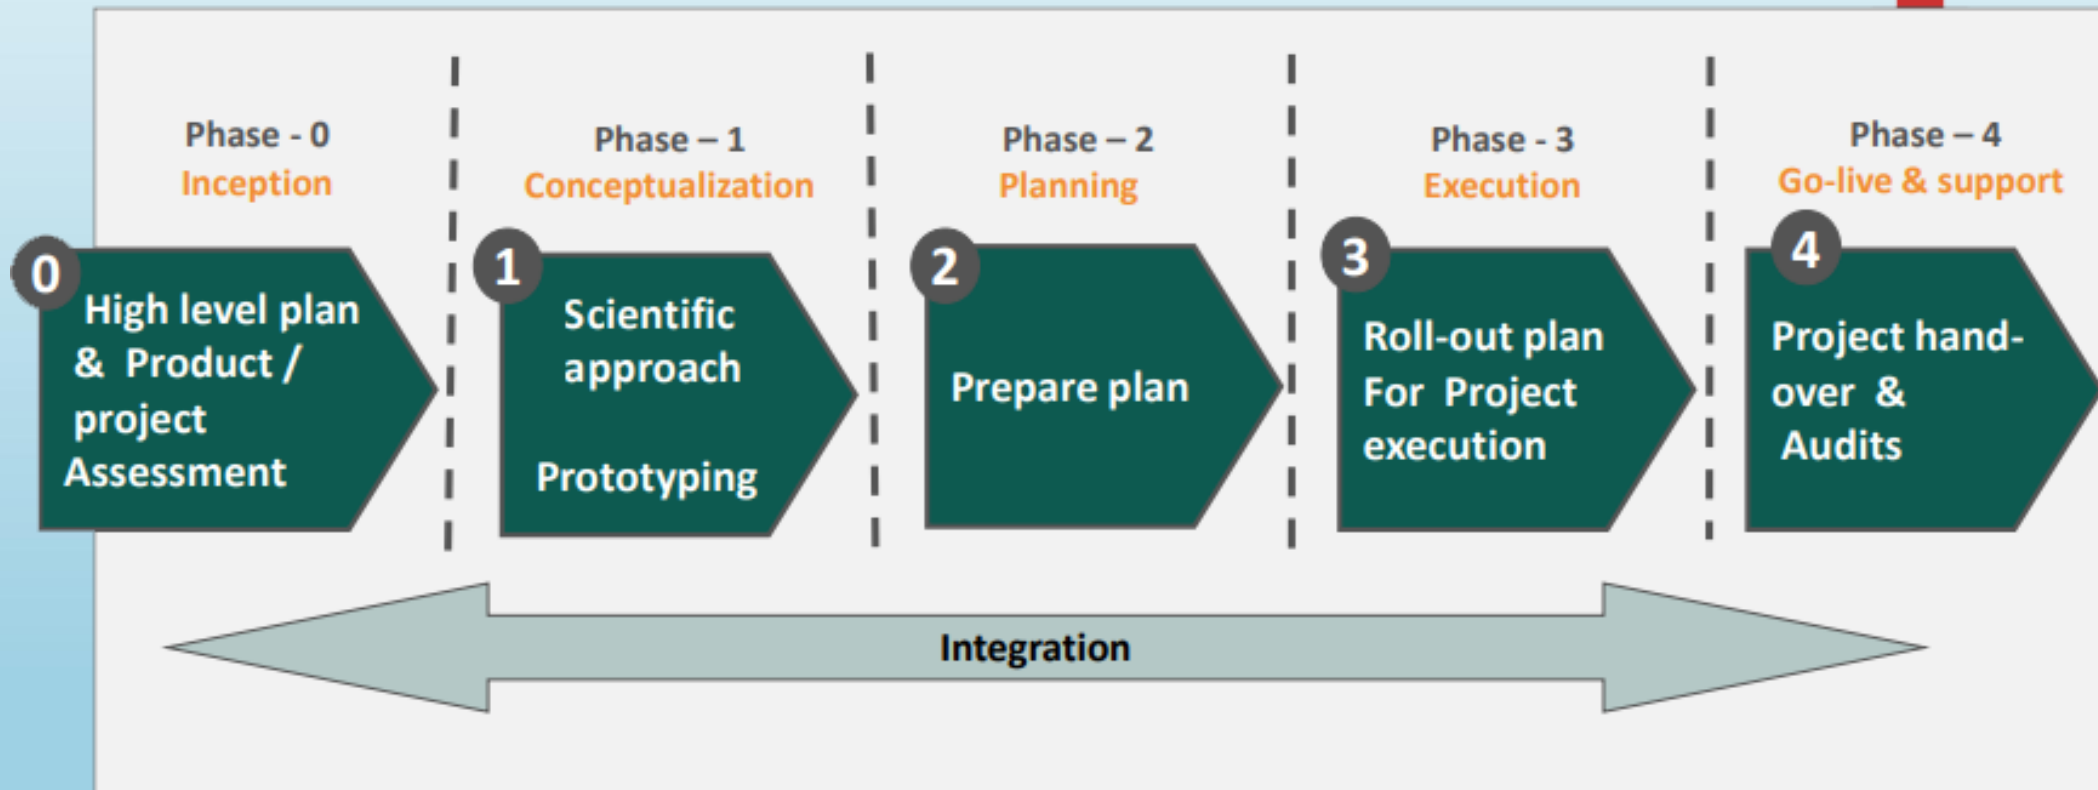 Phase - 0
Inception
0
High level plan
& Product /
project
Assessment
Phase – 1
Conceptualization
1
Scientific
approach
Prototyping
Phase – 2
Planning
2
Prepare plan
Phase - 3
Execution
3
Roll-out plan
For Project
execution
Phase – 4
Go-live & support
4
Project hand-
over &
Audits
Integration